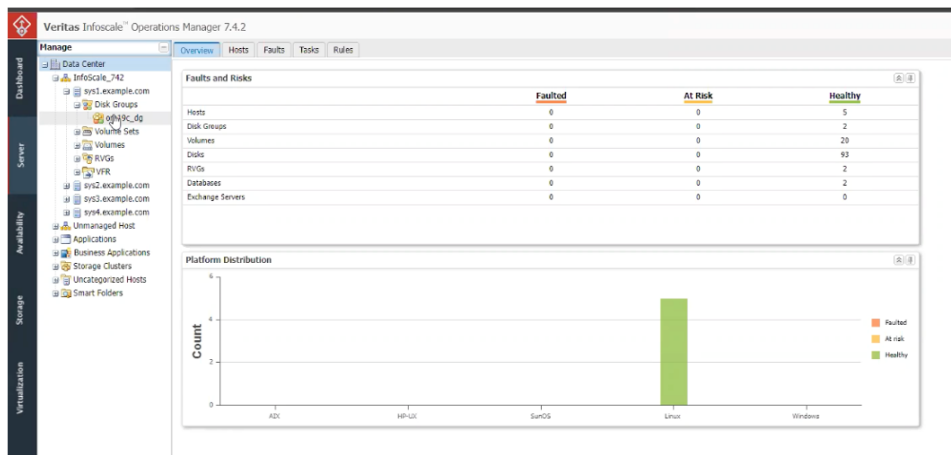 Veritas Infoscale™ Operations Manager 7.4.2
Manage
Overview Hosts Faults Tasks Rules
Dashboard
Server
Availability
Storage
Virtualization
Data Center
InfoScale_742
sys1.example.com
Disk Groups
Volume Sets
Volumes
RVGs
VFR
sys2.example.com
sys3.example.com
sys4.example.com
Unmanaged Host
Applications
Business Applications
Storage Clusters
Uncategorized Hosts
Smart Folders
Faults and Risks
Faulted At Risk Healthy
Hosts 0 0 5
Disk Groups 0 0 2
Volumes 0 0 20
Disks 0 0 93
RVGs 0 0 2
Databases 0 0 2
Exchange Servers 0 0 0
Platform Distribution
Count
6
4
2
0
AIX HP-UX SunOS Linux Windows
Faulted
At risk
Healthy